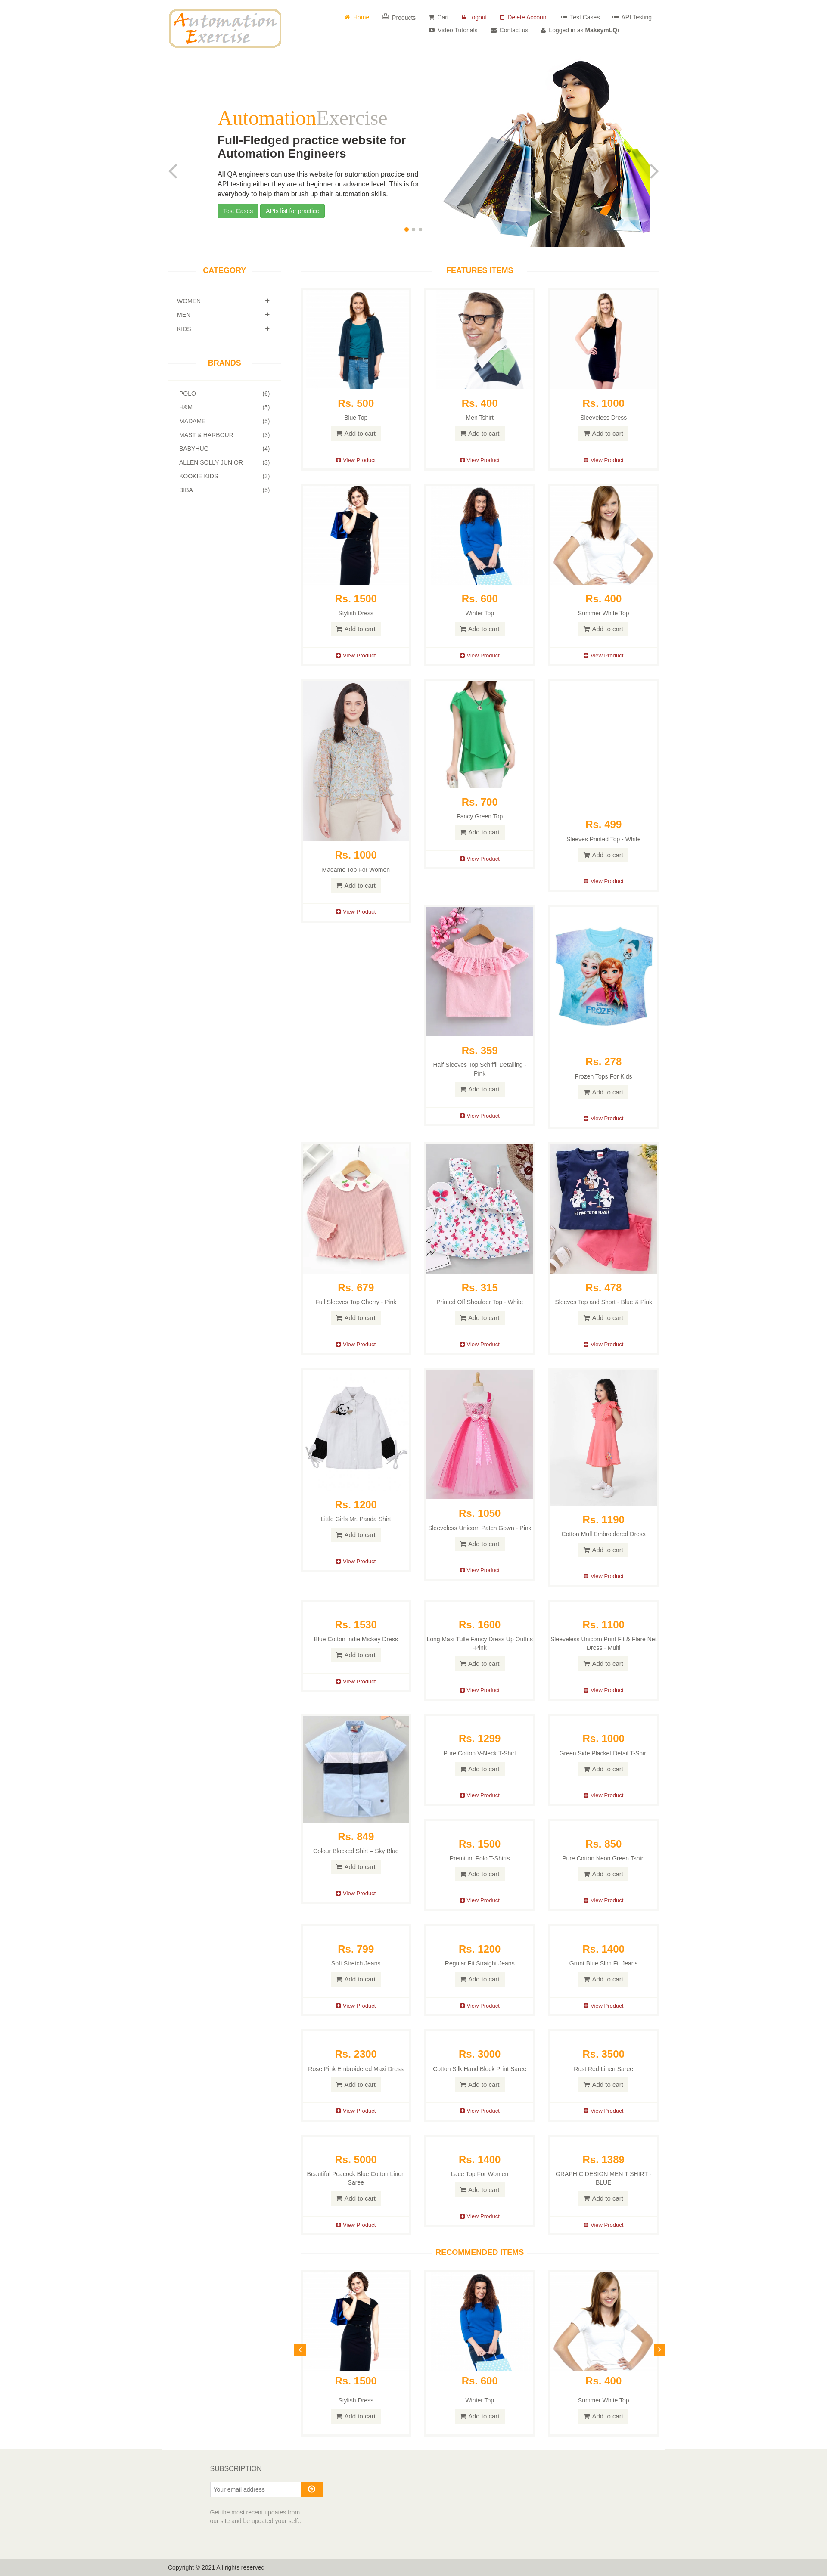 Automation
Exercise
Home
Products
Cart
Logout
Delete Account
Test Cases
API Testing
Video Tutorials
Contact us
Logged in as MaksymLQi
AutomationExercise
Full-Fledged practice website for
Automation Engineers
All QA engineers can use this website for automation practice and
API testing either they are at beginner or advance level. This is for
everybody to help them brush up their automation skills.
Test Cases
APIs list for practice
CATEGORY
WOMEN
MEN
KIDS
BRANDS
POLO (6)
H&M (5)
MADAME (5)
MAST & HARBOUR (3)
BABYHUG (4)
ALLEN SOLLY JUNIOR (3)
KOOKIE KIDS (3)
BIBA (5)
FEATURES ITEMS
Rs. 500
Blue Top
Add to cart
View Product
Rs. 400
Men Tshirt
Add to cart
View Product
Rs. 1000
Sleeveless Dress
Add to cart
View Product
Rs. 1500
Stylish Dress
Add to cart
View Product
Rs. 600
Winter Top
Add to cart
View Product
Rs. 400
Summer White Top
Add to cart
View Product
Rs. 1000
Madame Top For Women
Add to cart
View Product
Rs. 700
Fancy Green Top
Add to cart
View Product
Rs. 499
Sleeves Printed Top - White
Add to cart
View Product
Rs. 359
Half Sleeves Top Schiffli Detailing -
Pink
Add to cart
View Product
FROZEN
Rs. 278
Frozen Tops For Kids
Add to cart
View Product
Rs. 679
Full Sleeves Top Cherry - Pink
Add to cart
View Product
Rs. 315
Printed Off Shoulder Top - White
Add to cart
View Product
Rs. 478
Sleeves Top and Short - Blue & Pink
Add to cart
View Product
Rs. 1200
Little Girls Mr. Panda Shirt
Add to cart
View Product
Rs. 1050
Sleeveless Unicorn Patch Gown - Pink
Add to cart
View Product
Rs. 1190
Cotton Mull Embroidered Dress
Add to cart
View Product
Rs. 1530
Blue Cotton Indie Mickey Dress
Add to cart
View Product
Rs. 1600
Long Maxi Tulle Fancy Dress Up Outfits
-Pink
Add to cart
View Product
Rs. 1100
Sleeveless Unicorn Print Fit & Flare Net
Dress - Multi
Add to cart
View Product
Rs. 849
Colour Blocked Shirt – Sky Blue
Add to cart
View Product
Rs. 1299
Pure Cotton V-Neck T-Shirt
Add to cart
View Product
Rs. 1000
Green Side Placket Detail T-Shirt
Add to cart
View Product
Rs. 1500
Premium Polo T-Shirts
Add to cart
View Product
Rs. 850
Pure Cotton Neon Green Tshirt
Add to cart
View Product
Rs. 799
Soft Stretch Jeans
Add to cart
View Product
Rs. 1200
Regular Fit Straight Jeans
Add to cart
View Product
Rs. 1400
Grunt Blue Slim Fit Jeans
Add to cart
View Product
Rs. 2300
Rose Pink Embroidered Maxi Dress
Add to cart
View Product
Rs. 3000
Cotton Silk Hand Block Print Saree
Add to cart
View Product
Rs. 3500
Rust Red Linen Saree
Add to cart
View Product
Rs. 5000
Beautiful Peacock Blue Cotton Linen
Saree
Add to cart
View Product
Rs. 1400
Lace Top For Women
Add to cart
View Product
Rs. 1389
GRAPHIC DESIGN MEN T SHIRT -
BLUE
Add to cart
View Product
RECOMMENDED ITEMS
Rs. 1500
Stylish Dress
Add to cart
Rs. 600
Winter Top
Add to cart
Rs. 400
Summer White Top
Add to cart
SUBSCRIPTION
Your email address
Get the most recent updates from
our site and be updated your self...
Copyright © 2021 All rights reserved